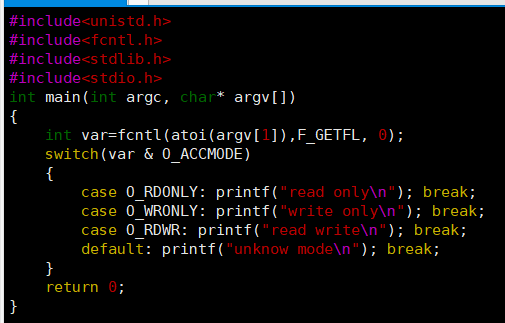 #include<unistd.h>
#include<fcntl.h>
#include<stdlib.h>
#include<stdio.h>
int main(int argc, char* argv[])
{
    int var=fcntl(atoi(argv[1]),F_GETFL, 0);
    switch(var & O_ACCMODE)
    {
        case O_RDONLY: printf("read only\n"); break;
        case O_WRONLY: printf("write only\n"); break;
        case O_RDWR: printf("read write\n"); break;
        default: printf("unknow mode\n"); break;
    }
    return 0;
}